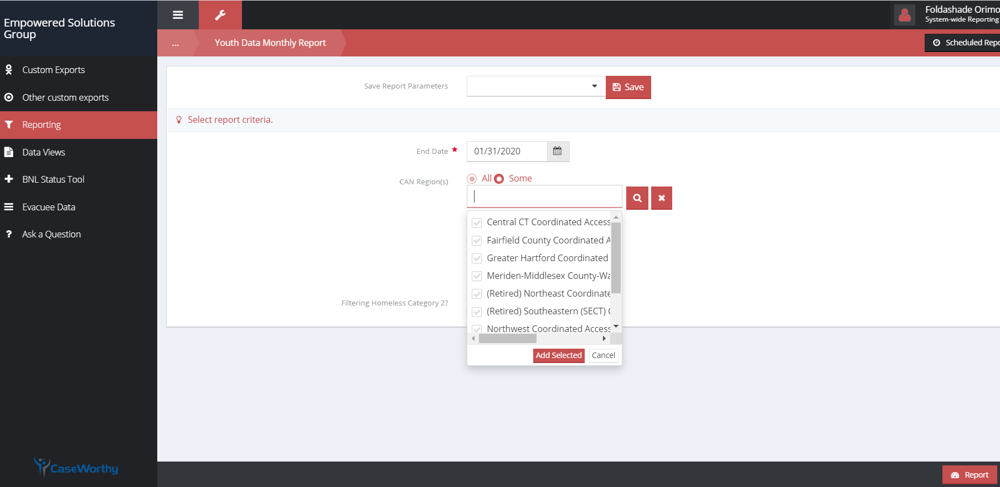 Empowered Solutions
Group
Foldashade Orimo
System-wide Reporting
... Youth Data Monthly Report
Scheduled Repo
Custom Exports
Other custom exports
Reporting
Data Views
BNL Status Tool
Evacuee Data
? Ask a Question
Save Report Parameters
Save
Select report criteria.
End Date
01/31/2020
CAN Region(s)
All Some
Central CT Coordinated Access
Fairfield County Coordinated A
Greater Hartford Coordinated
Meriden-Middlesex County-Wa
(Retired) Northeast Coordinate
(Retired) Southeastern (SECT) C
Northwest Coordinated Access
Add Selected Cancel
Filtering Homeless Category 2?
CaseWorthy
Report